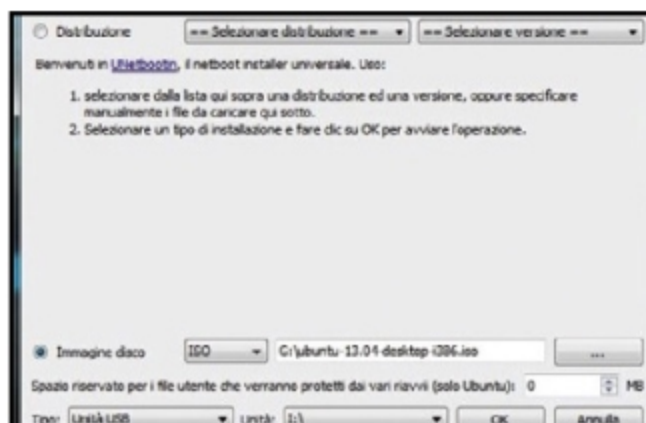 Distribuzione == Selezionare distribuzione == == Selezionare versione ==
Benvenuti in UNetbootin, il netboot installer universale. Uso:
1. selezionare dalla lista qui sopra una distribuzione ed una versione, oppure specificare
manualmente i file da caricare qui sotto.
2. Selezionare un tipo di installazione e fare clic su OK per avviare l'operazione.
Immagine disco ISO G:\ubuntu-13.04-desktop-i386.iso ...
Spazio riservato per i file utente che verranno protetti dai vari riavvii (solo Ubuntu): 0 MB
Tipo: Unità USB Unità: I:\ OK Annulla